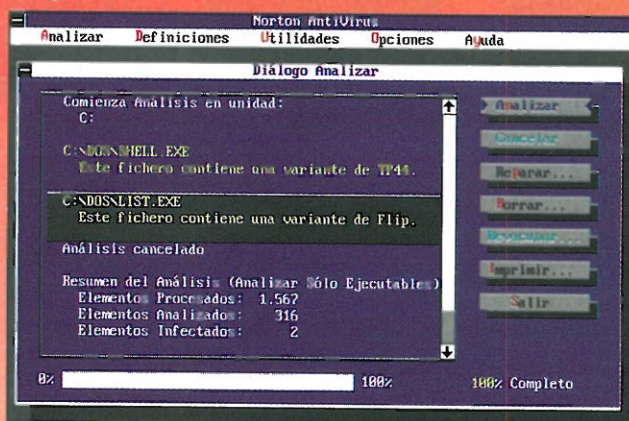 Norton AntiVirus
Analizar Definiciones Utilidades Opciones Ayuda
Diálogo Analizar
Comienza Análisis en unidad:
C:
C:\DOS\SHELL.EXE
Este fichero contiene una variante de TP44.
C:\DOS\LIST.EXE
Este fichero contiene una variante de Flip.
Análisis cancelado
Resumen del Análisis (Analizar Sólo Ejecutables)
Elementos Procesados: 1.567
Elementos Analizados: 316
Elementos Infectados: 2
Analizar
Cancelar
Reparar...
Borrar...
Revacunar...
Imprimir...
Salir
0% 100% 100% Completo